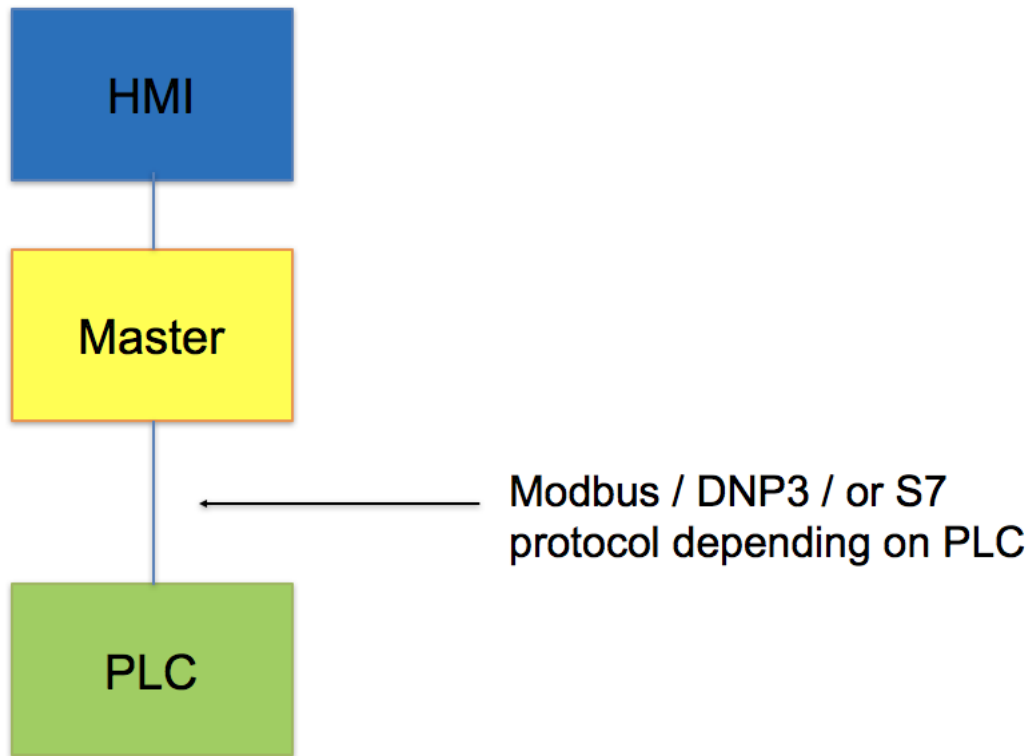 HMI
Master
Modbus / DNP3 / or S7
protocol depending on PLC
PLC